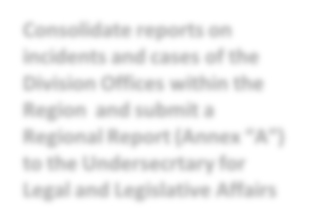 Consolidate reports on
incidents and cases of the
Division Offices within the
Region and submit a
Regional Report (Annex "A")
to the Undersecrtary for
Legal and Legislative Affairs